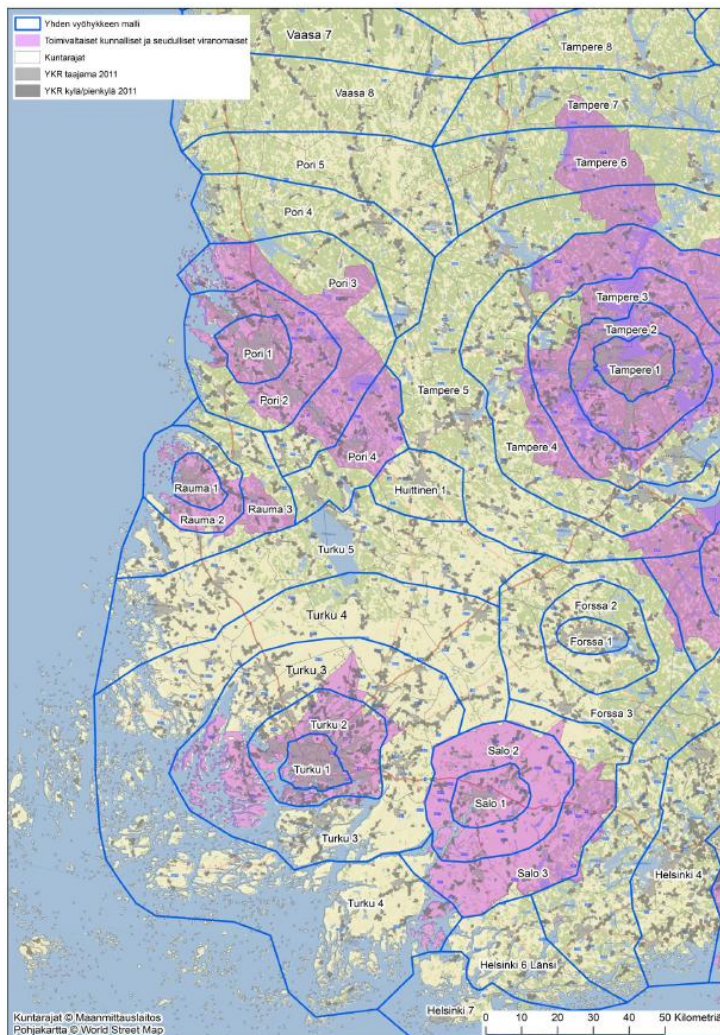 Yhden vyöhykkeen malli
Toimivaltaiset kunnalliset ja seudulliset viranomaiset
Kuntarajat
YKR taajama 2011
YKR kylä/pienkylä 2011
Vaasa 7
Tampere 8
Vaasa 8
Tampere 7
Pori 5
Tampere 6
Pori 4
Pori 3
Tampere 3
Tampere 2
Pori 1
Tampere 1
Pori 2
Tampere 5
Tampere 4
Pori 4
Rauma 1
Huittinen 1
Rauma 3
Rauma 2
Turku 5
Forssa 2
Turku 4
Forssa 1
Turku 3
Forssa 3
Turku 2
Salo 2
Turku 1
Salo 1
Turku 3
Salo 3
Helsinki 4
Turku 4
Helsinki 6 Länsi
Helsinki 7
0 10 20 30 40 50 Kilometriä
Kuntarajat © Maanmittauslaitos
Pohjakartta © World Street Map